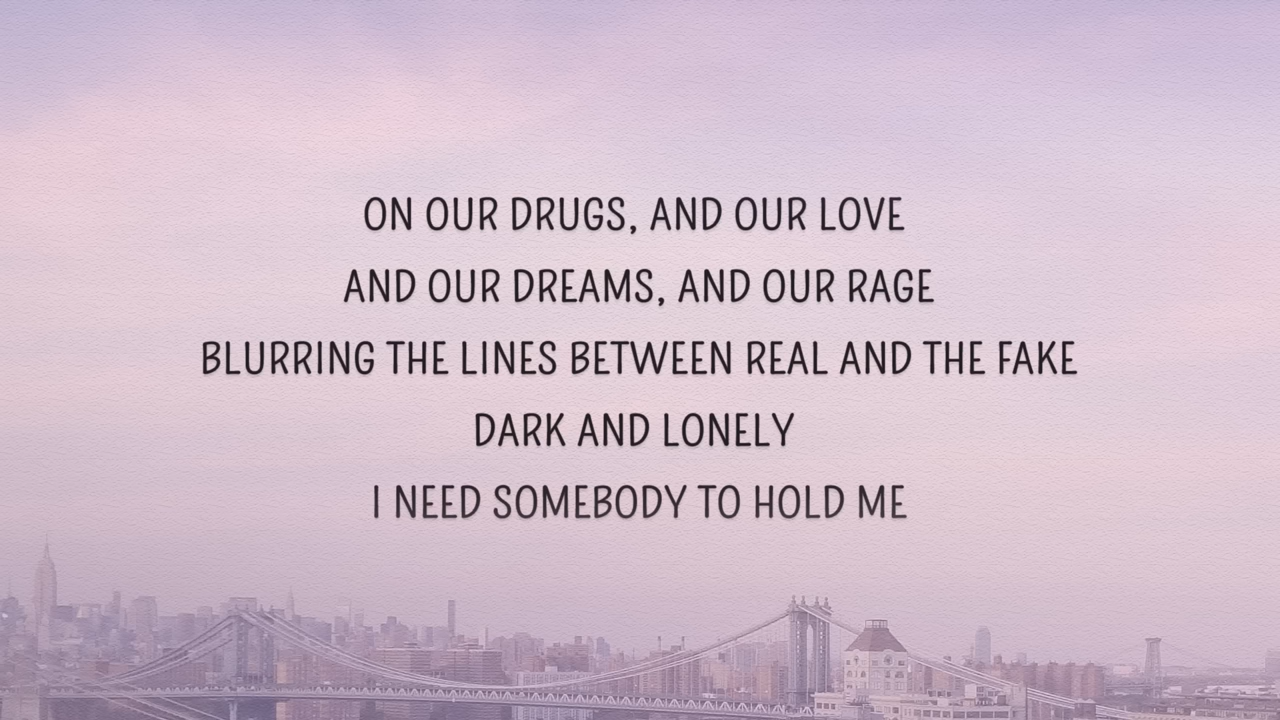 ON OUR DRUGS, AND OUR LOVE
AND OUR DREAMS, AND OUR RAGE
BLURRING THE LINES BETWEEN REAL AND THE FAKE
DARK AND LONELY
I NEED SOMEBODY TO HOLD ME